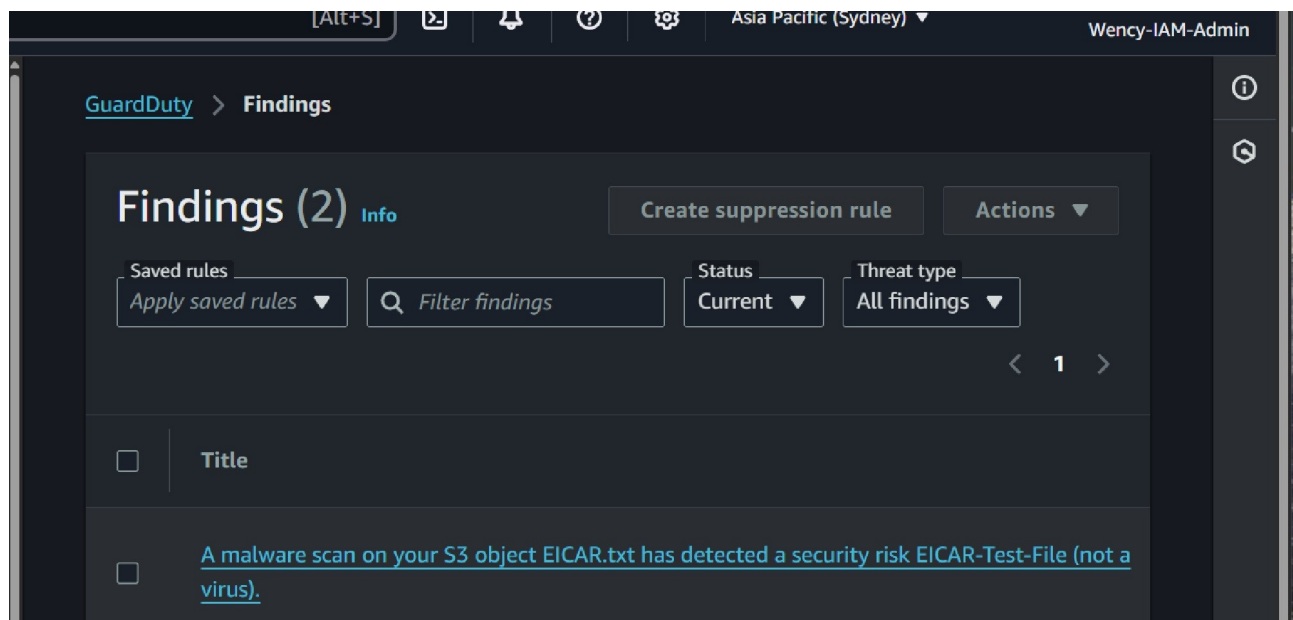 [Alt+S]
Asia Pacific (Sydney)
Wency-IAM-Admin
GuardDuty > Findings
Findings (2) Info
Create suppression rule
Actions
Saved rules
Apply saved rules
Filter findings
Status
Current
Threat type
All findings
< 1 >
Title
A malware scan on your S3 object EICAR.txt has detected a security risk EICAR-Test-File (not a
virus).